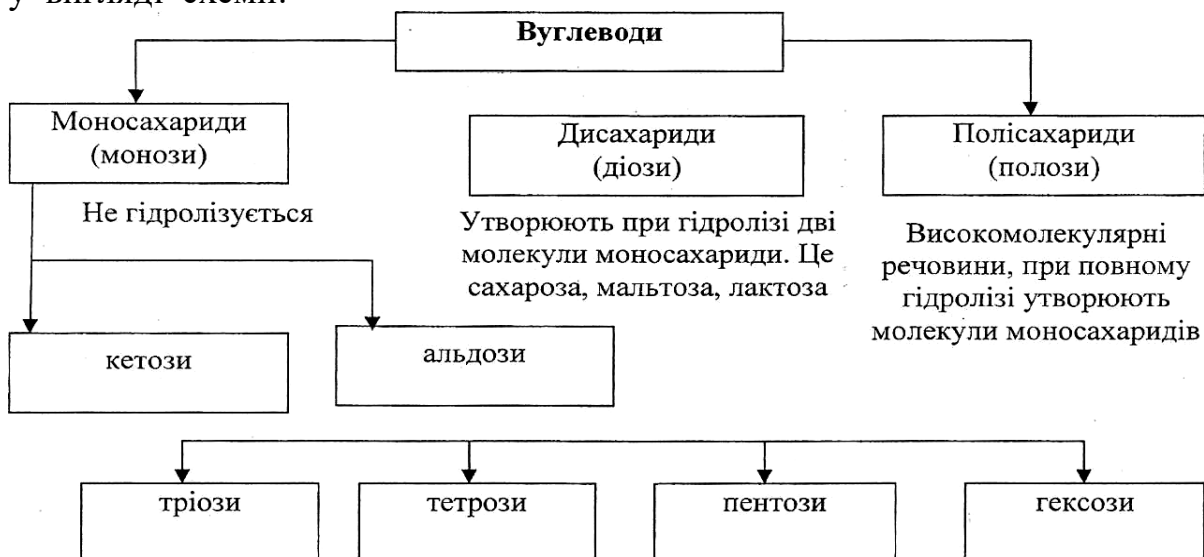 у вигляді схеми:
Вуглеводи
Моносахариди
(монози)
Дисахариди
(діози)
Полісахариди
(полози)
Не гідролізується
Утворюють при гідролізі дві
молекули моносахариди. Це
сахароза, мальтоза, лактоза
Високомолекулярні
речовини, при повному
гідролізі утворюють
молекули моносахаридів
кетози
альдози
тріози
тетрози
пентози
гексози